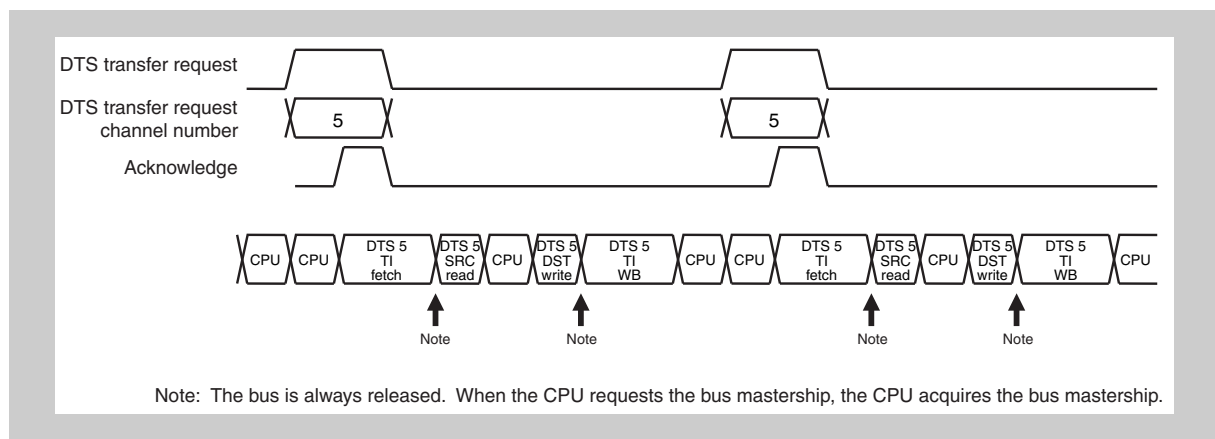 DTS transfer request
DTS transfer request
channel number
5
5
Acknowledge
CPU
CPU
DTS 5
TI
fetch
DTS 5
SRC
read
CPU
DTS 5
DST
write
DTS 5
TI
WB
CPU
CPU
DTS 5
TI
fetch
DTS 5
SRC
read
CPU
DTS 5
DST
write
DTS 5
TI
WB
CPU
Note
Note
Note
Note
Note: The bus is always released. When the CPU requests the bus mastership, the CPU acquires the bus mastership.